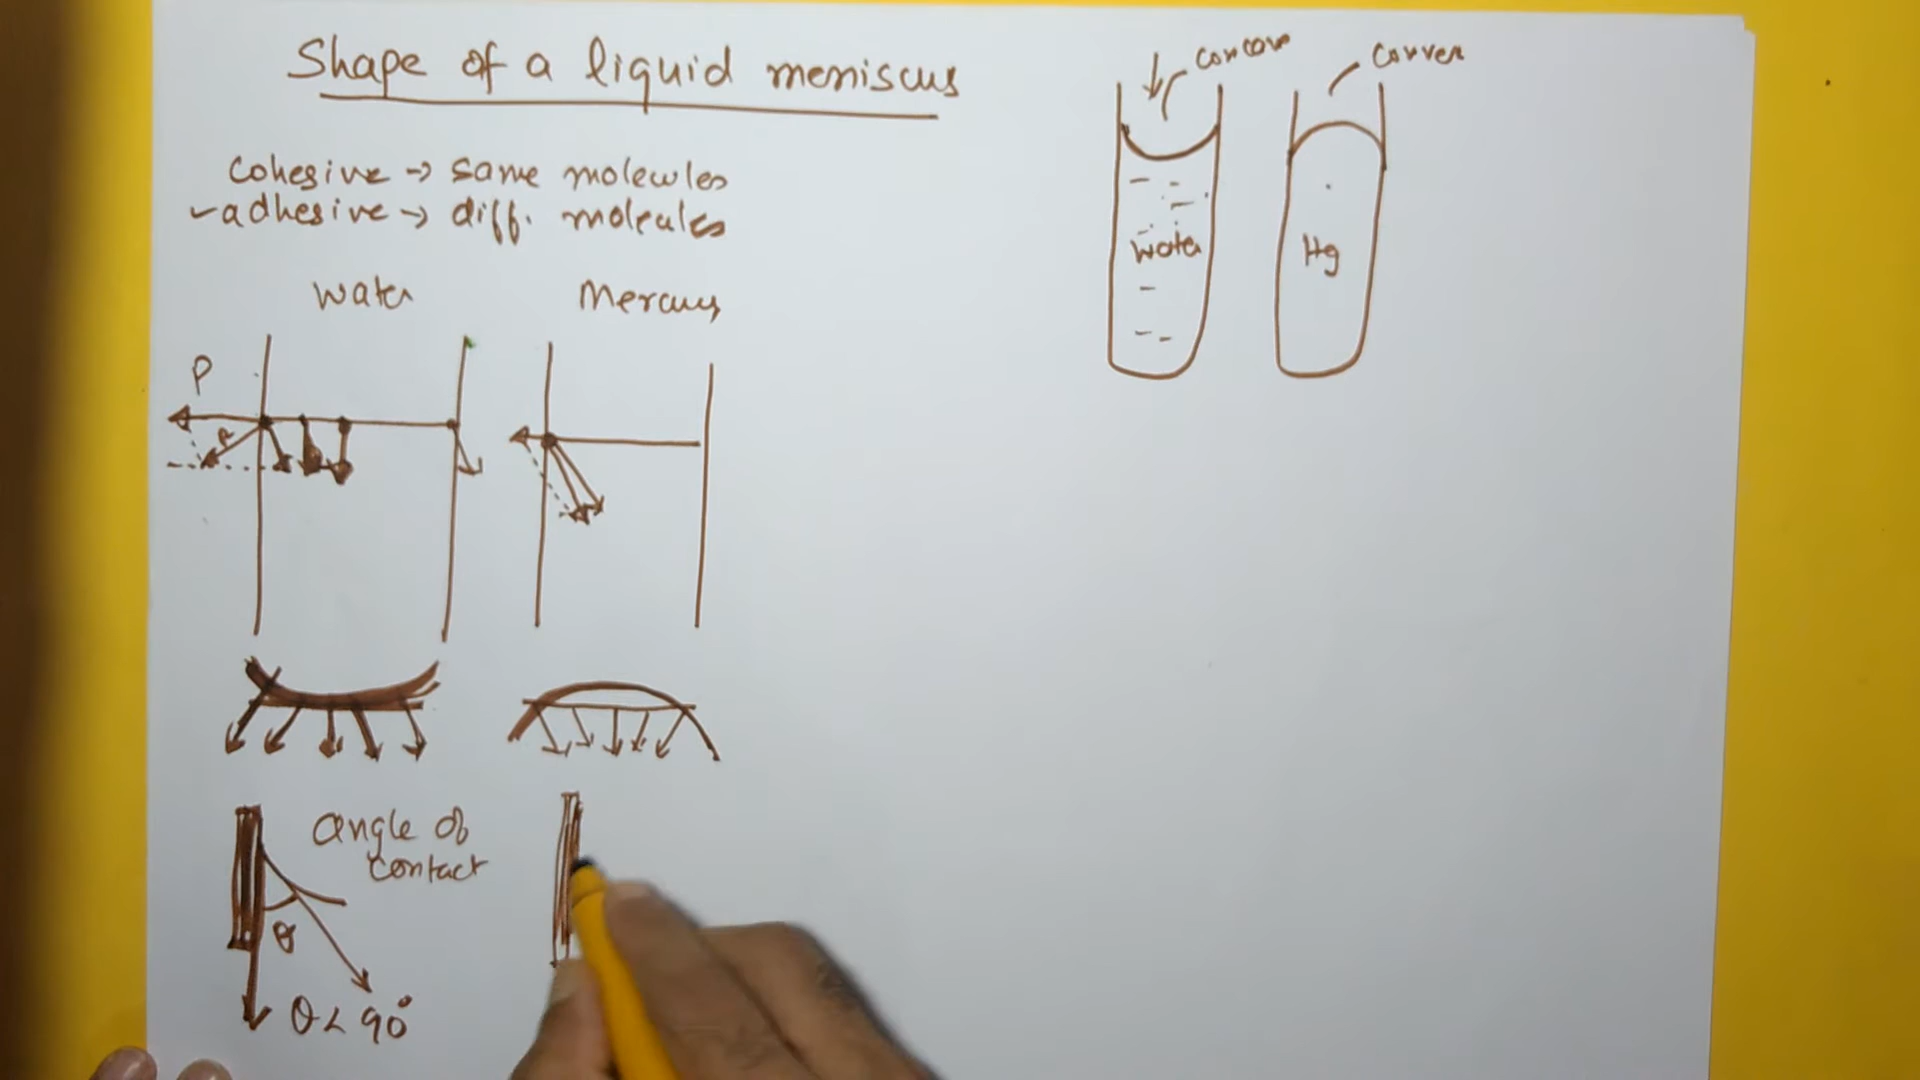 Shape of a liquid meniscus
Cohesive → same molecules
✓adhesive → diff. molecules
Water
Mercury
P
R
angle of
contact
θ
θ < 90°
concave
convex
Water
Hg